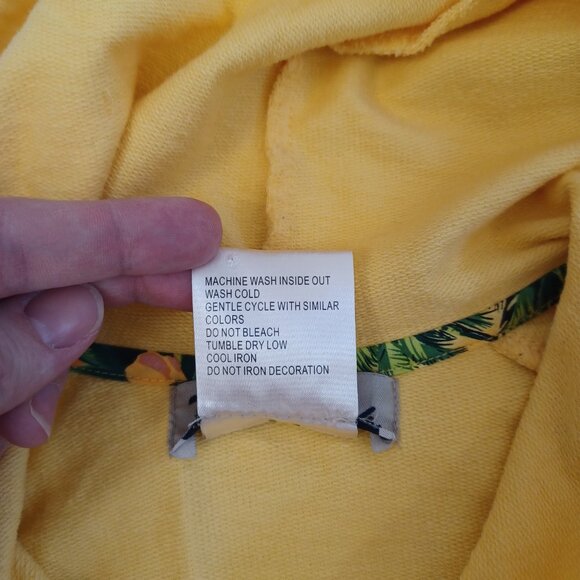 MACHINE WASH INSIDE OUT
WASH COLD
GENTLE CYCLE WITH SIMILAR
COLORS
DO NOT BLEACH
TUMBLE DRY LOW
COOL IRON
DO NOT IRON DECORATION